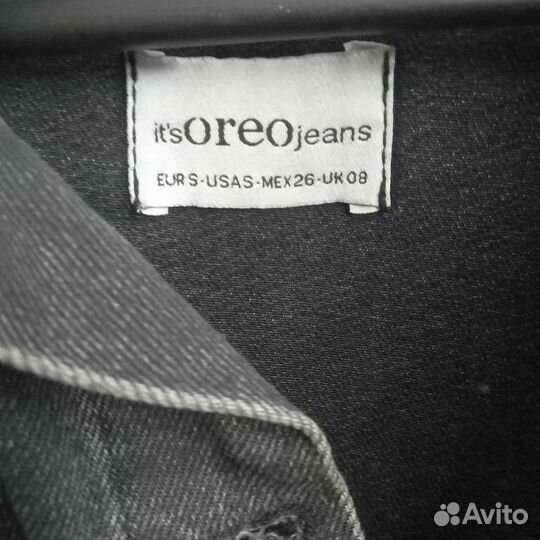 it's oreo jeans
EUR S-USA S-MEX 26-UK 08
Avito